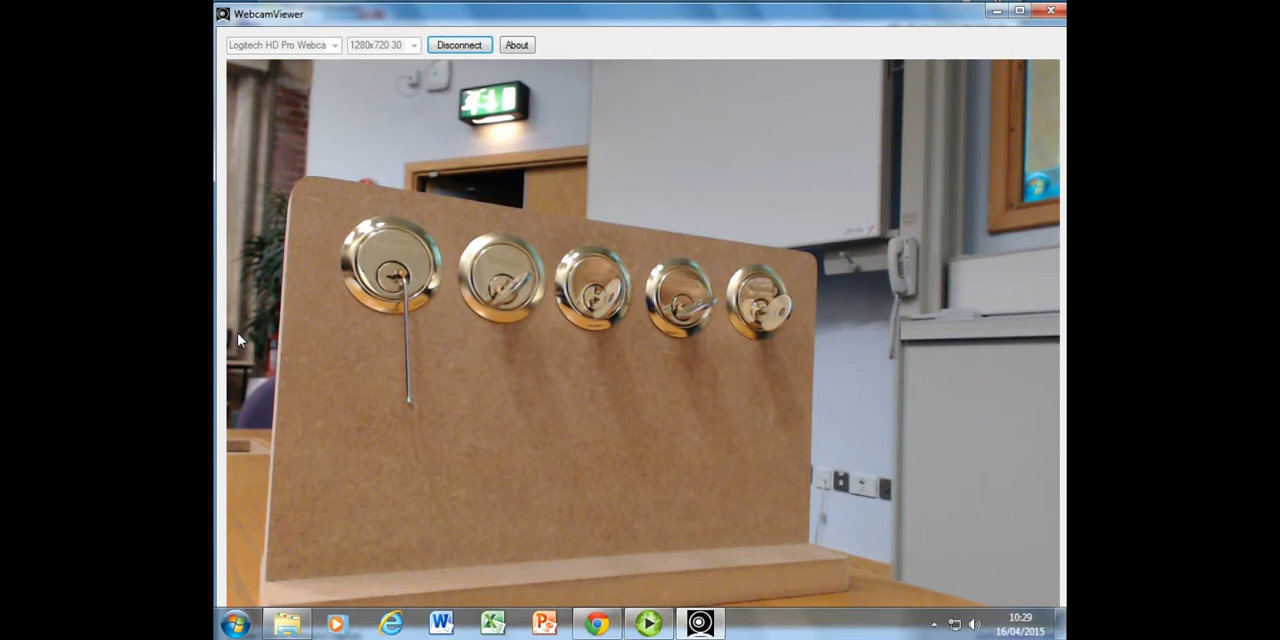 WebcamViewer
Logitech HD Pro Webca
1280x720 30
Disconnect
About
10:29
16/04/2015